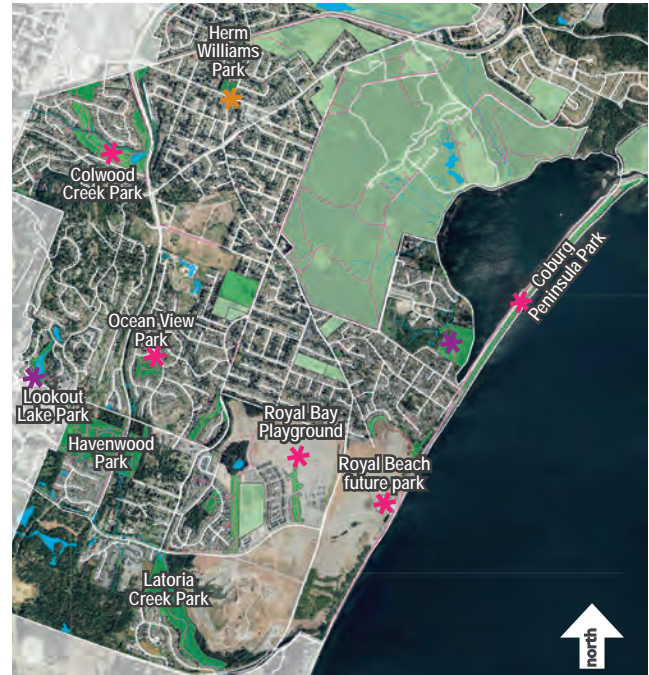 Herm
Williams
Park
Colwood
Creek Park
Coburg
Peninsula Park
Ocean View
Park
Lookout
Lake Park
Royal Bay
Playground
Havenwood
Park
Royal Beach
future park
Latoria
Creek Park
north